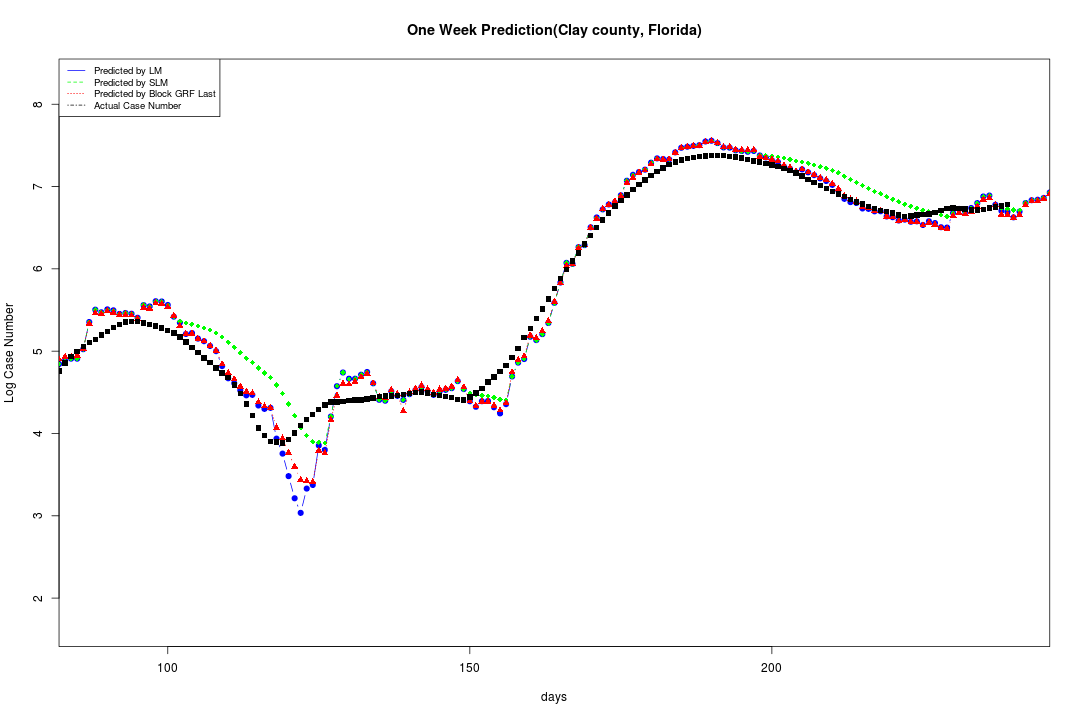 One Week Prediction(Clay county, Florida)
Predicted by LM
Predicted by SLM
Predicted by Block GRF Last
Actual Case Number
8
7
6
5
4
3
2
Log Case Number
100
150
200
days